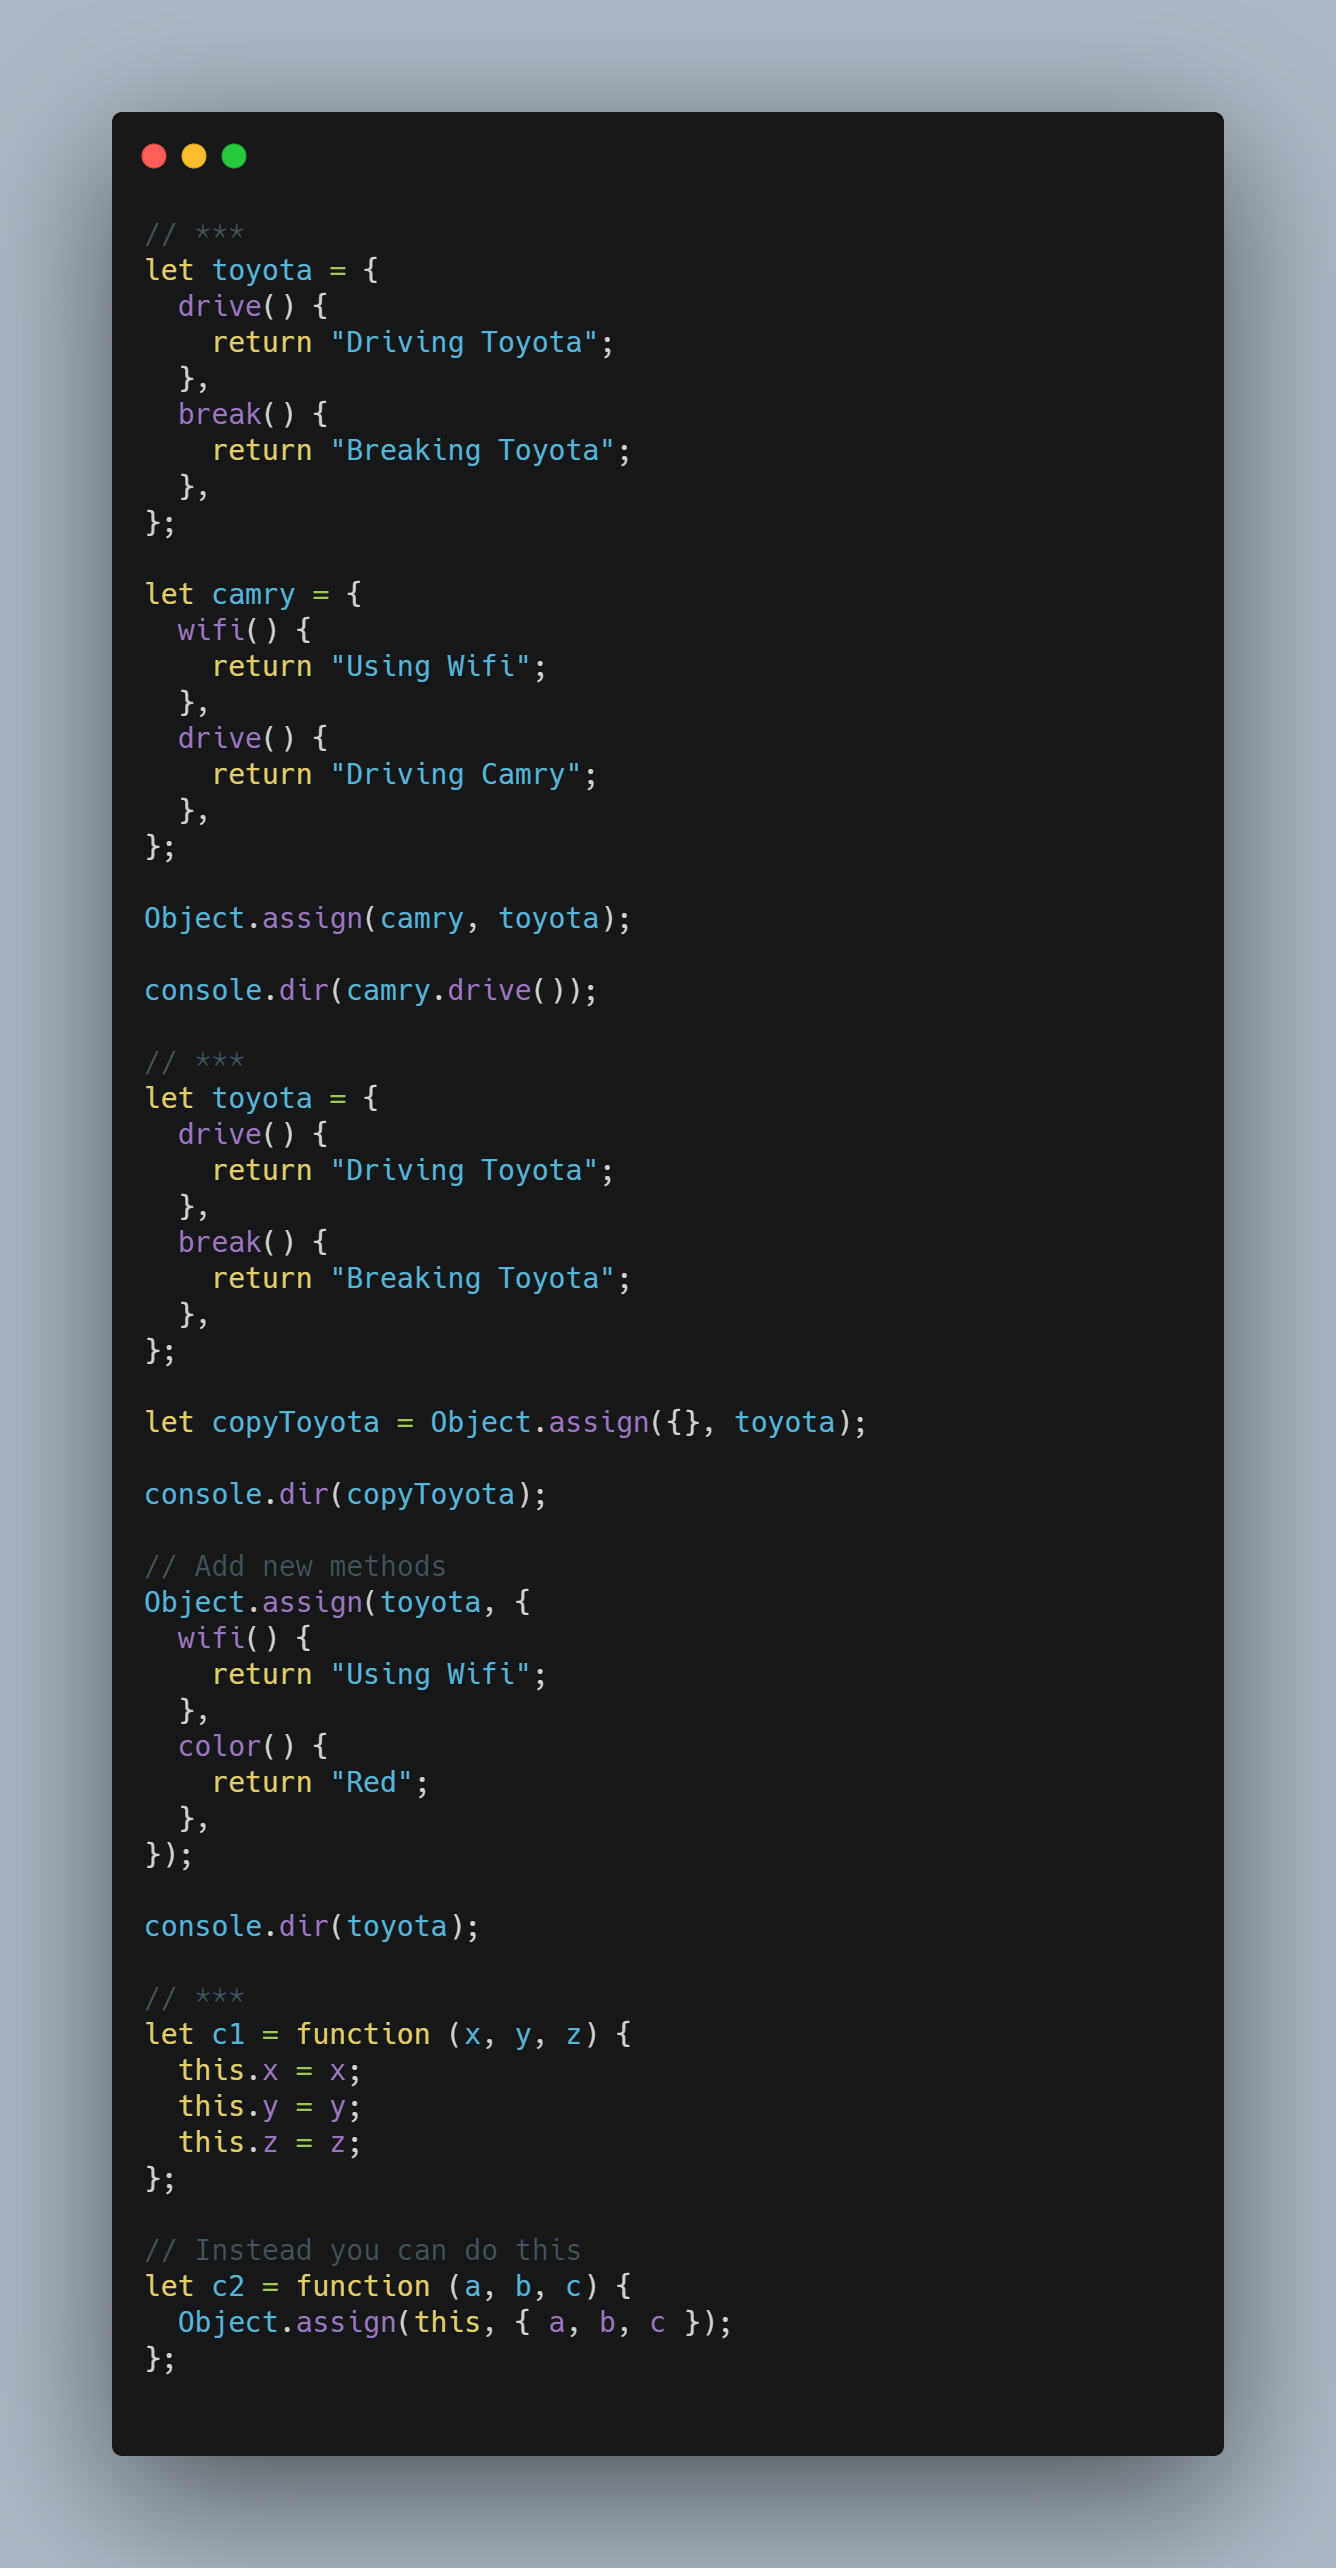 // ***
let toyota = {
  drive() {
    return "Driving Toyota";
  },
  break() {
    return "Breaking Toyota";
  },
};

let camry = {
  wifi() {
    return "Using Wifi";
  },
  drive() {
    return "Driving Camry";
  },
};

Object.assign(camry, toyota);

console.dir(camry.drive());

// ***
let toyota = {
  drive() {
    return "Driving Toyota";
  },
  break() {
    return "Breaking Toyota";
  },
};

let copyToyota = Object.assign({}, toyota);

console.dir(copyToyota);

// Add new methods
Object.assign(toyota, {
  wifi() {
    return "Using Wifi";
  },
  color() {
    return "Red";
  },
});

console.dir(toyota);

// ***
let c1 = function (x, y, z) {
  this.x = x;
  this.y = y;
  this.z = z;
};

// Instead you can do this
let c2 = function (a, b, c) {
  Object.assign(this, { a, b, c });
};